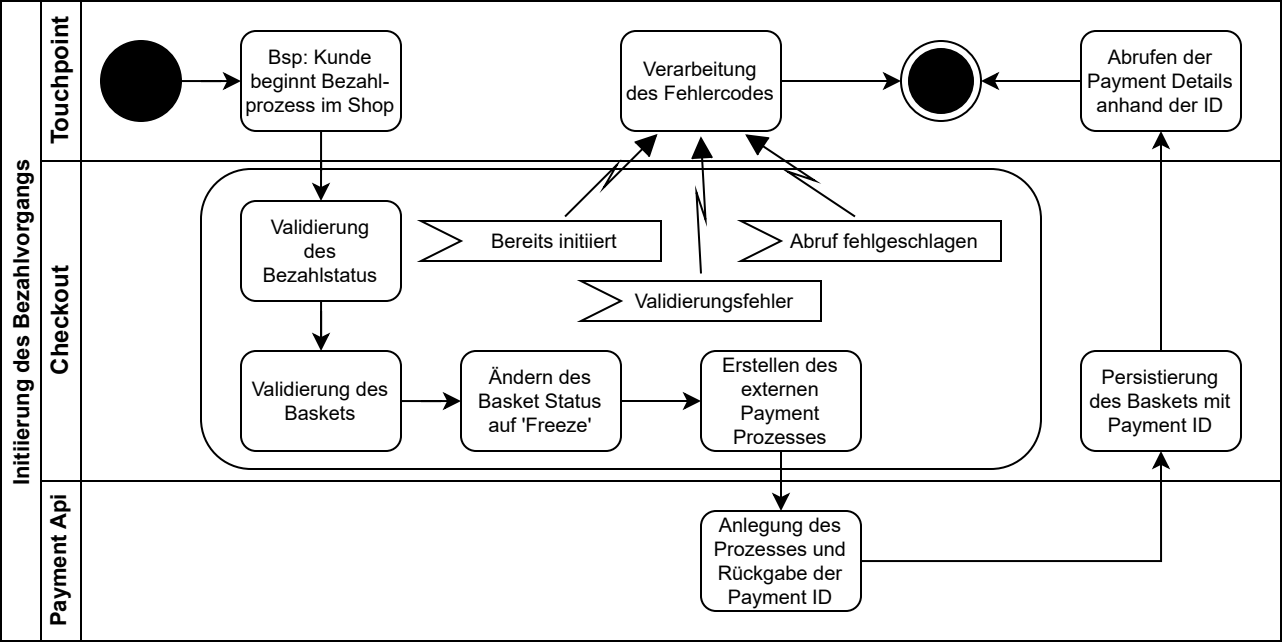 Initiierung des Bezahlvorgangs
Touchpoint
Bsp: Kunde
beginnt Bezahl-
prozess im Shop
Verarbeitung
des Fehlercodes
Abrufen der
Payment Details
anhand der ID
Checkout
Validierung
des
Bezahlstatus
Bereits initiiert
Abruf fehlgeschlagen
Validierungsfehler
Validierung des
Baskets
Ändern des
Basket Status
auf 'Freeze'
Erstellen des
externen
Payment
Prozesses
Persistierung
des Baskets mit
Payment ID
Payment Api
Anlegung des
Prozesses und
Rückgabe der
Payment ID